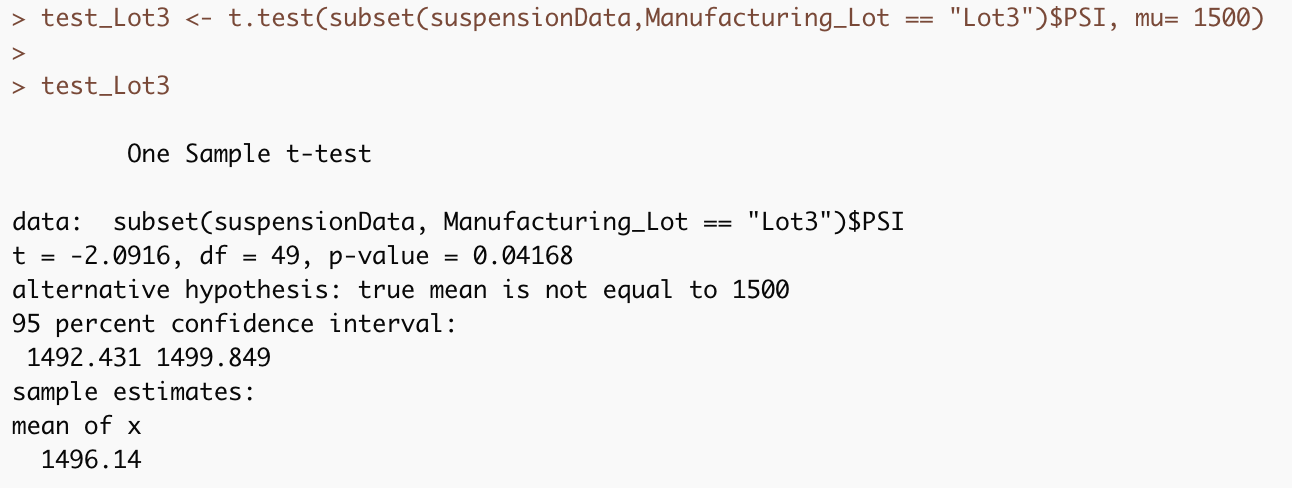 > test_Lot3 <- t.test(subset(suspensionData,Manufacturing_Lot == "Lot3")$PSI, mu= 1500)
>
> test_Lot3
One Sample t-test
data:  subset(suspensionData, Manufacturing_Lot == "Lot3")$PSI
t = -2.0916, df = 49, p-value = 0.04168
alternative hypothesis: true mean is not equal to 1500
95 percent confidence interval:
1492.431 1499.849
sample estimates:
mean of x
1496.14